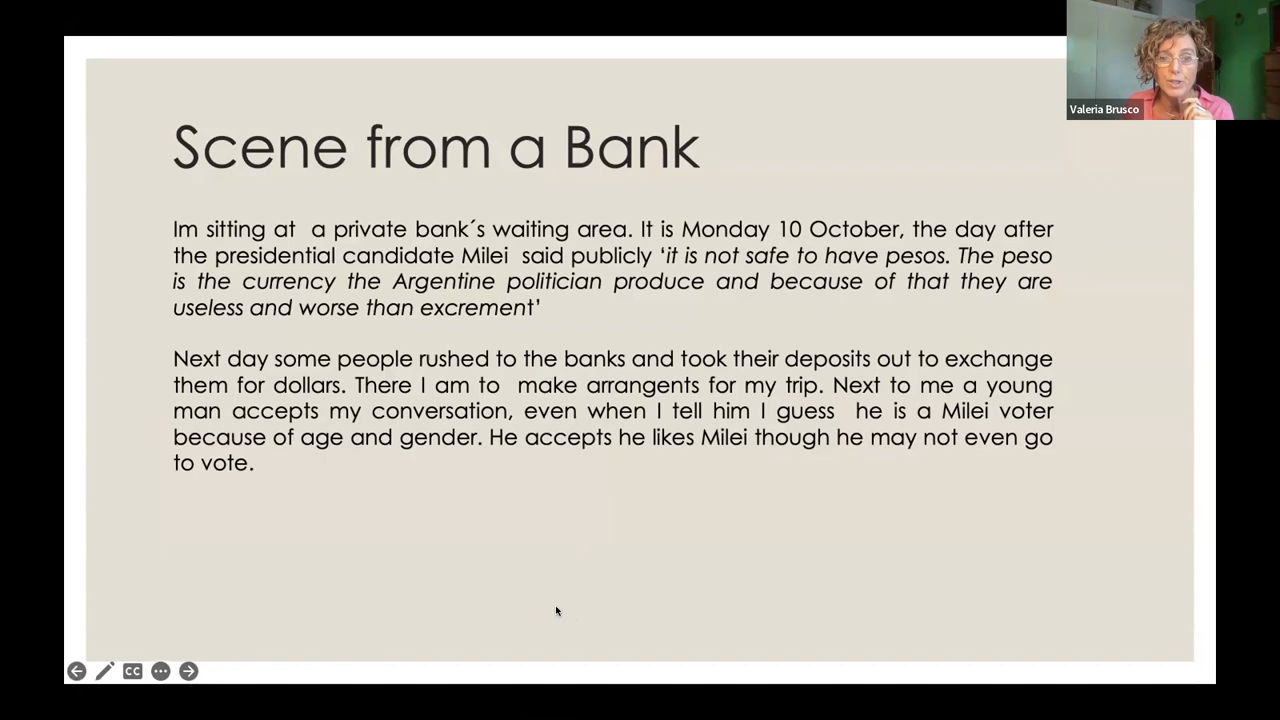 Valeria Brusco
Scene from a Bank
Im sitting at  a private bank´s waiting area. It is Monday 10 October, the day after
the presidential candidate Milei  said publicly ‘it is not safe to have pesos. The peso
is the currency the Argentine politician produce and because of that they are
useless and worse than excrement’
Next day some people rushed to the banks and took their deposits out to exchange
them for dollars. There I am to  make arrangents for my trip. Next to me a young
man accepts my conversation, even when I tell him I guess  he is a Milei voter
because of age and gender. He accepts he likes Milei though he may not even go
to vote.
CC